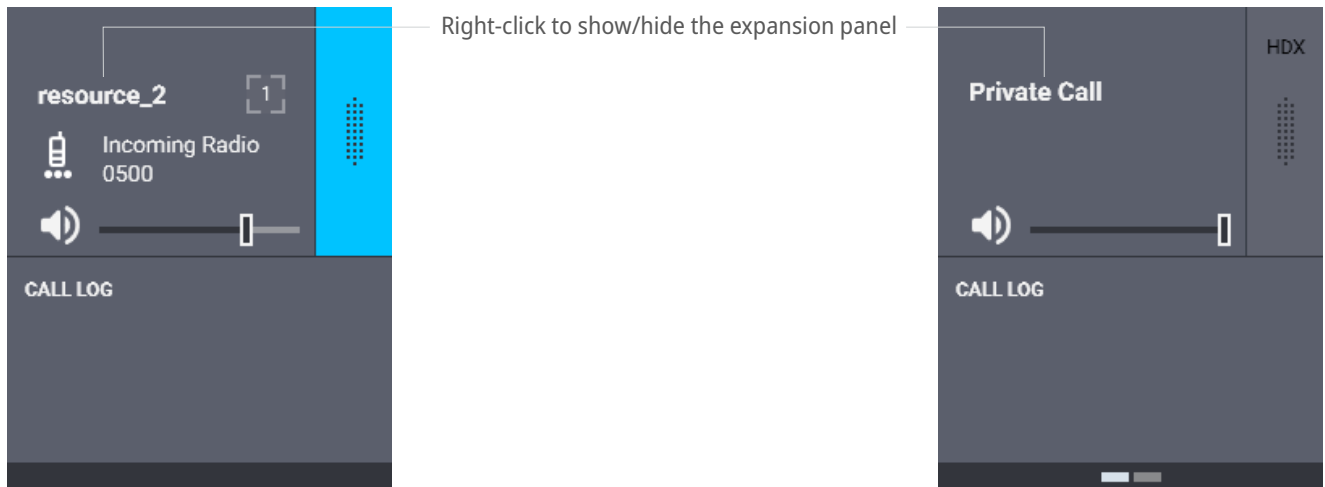 Right-click to show/hide the expansion panel
resource_2
1
Incoming Radio
0500
CALL LOG
HDX
Private Call
CALL LOG